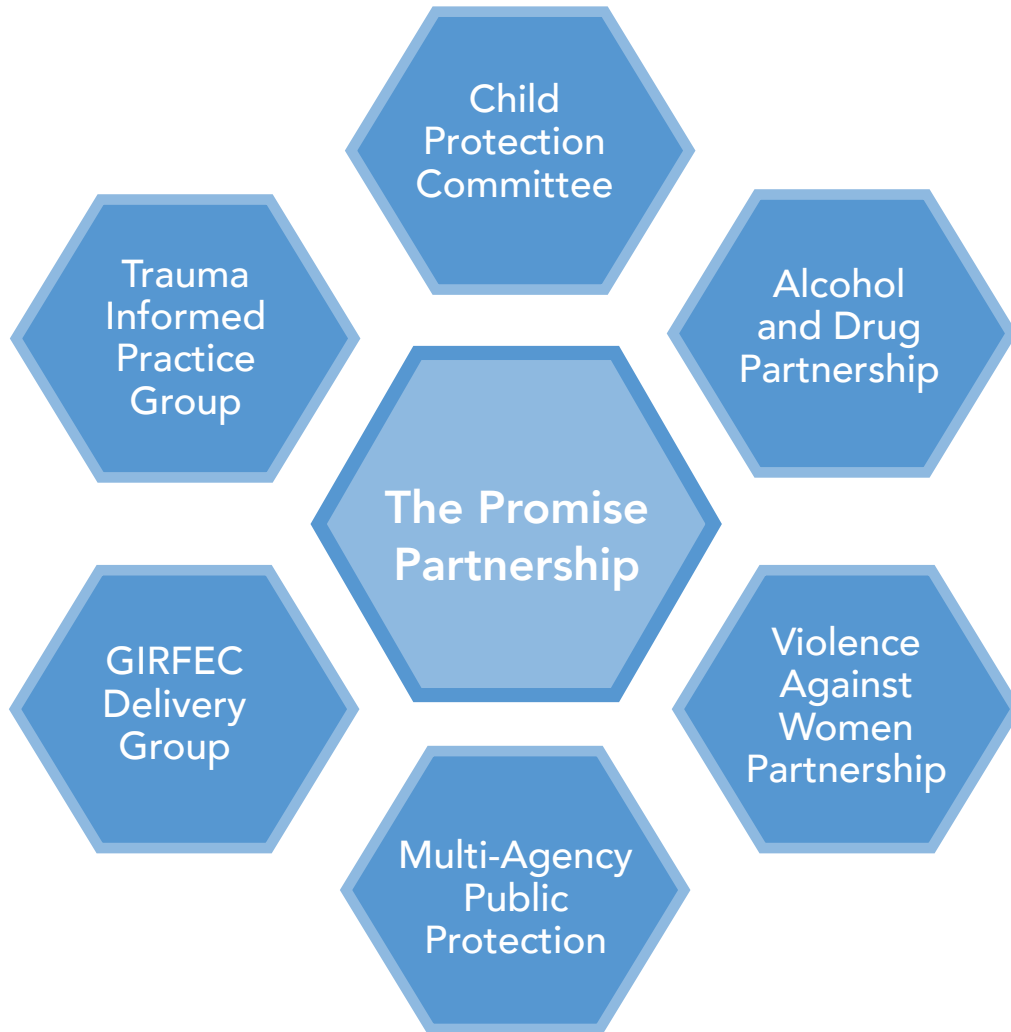 Child
Protection
Committee
Trauma
Informed
Practice
Group
Alcohol
and Drug
Partnership
The Promise
Partnership
GIRFEC
Delivery
Group
Violence
Against
Women
Partnership
Multi-Agency
Public
Protection